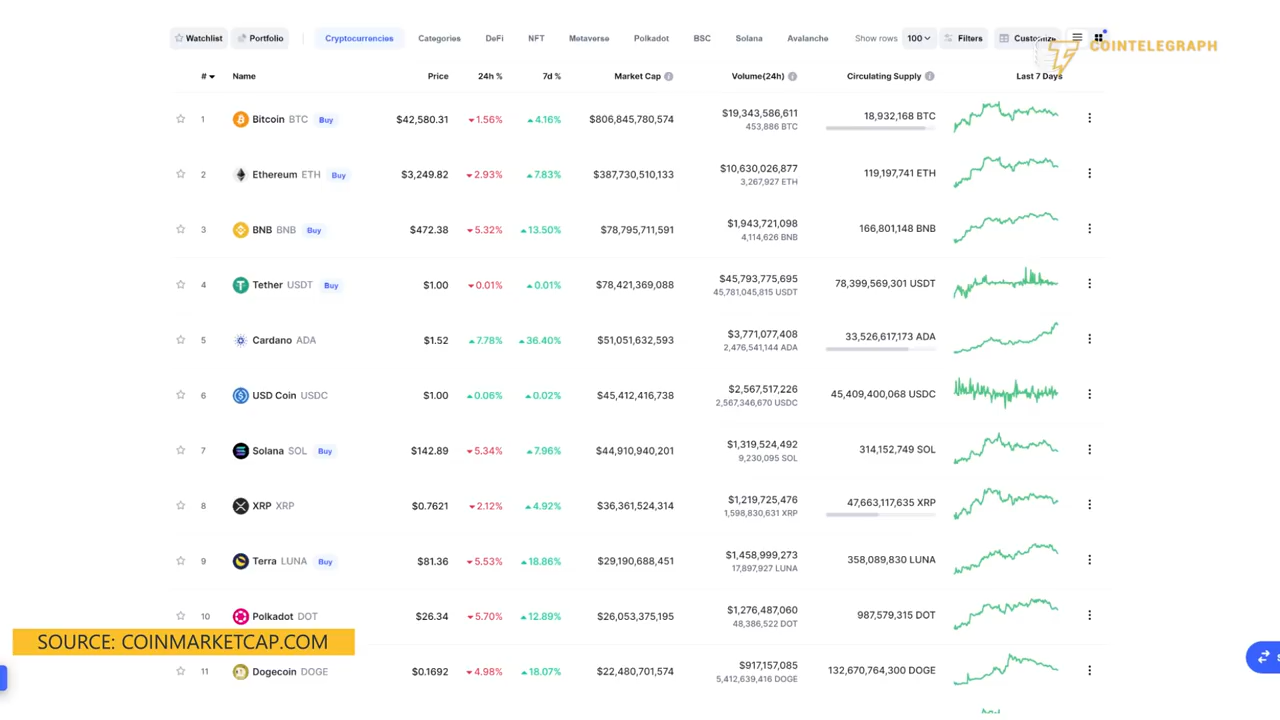 Watchlist Portfolio Cryptocurrencies Categories DeFi NFT Metaverse Polkadot BSC Solana Avalanche Show rows 100 Filters Customize
COINTELEGRAPH
# Name Price 24h % 7d % Market Cap Volume(24h) Circulating Supply Last 7 Days
1 Bitcoin BTC Buy $42,580.31 1.56% 4.16% $806,845,780,574 $19,343,586,611 18,932,168 BTC
453,886 BTC
2 Ethereum ETH Buy $3,249.82 2.93% 7.83% $387,730,510,133 $10,630,026,877 119,197,741 ETH
3,267,927 ETH
3 BNB BNB Buy $472.38 5.32% 13.50% $78,795,711,591 $1,943,721,098 166,801,148 BNB
4,114,626 BNB
4 Tether USDT Buy $1.00 0.01% 0.01% $78,421,369,088 $45,793,775,695 78,399,569,301 USDT
45,781,045,815 USDT
5 Cardano ADA $1.52 7.78% 36.40% $51,051,632,593 $3,771,077,408 33,526,617,173 ADA
2,476,541,144 ADA
6 USD Coin USDC $1.00 0.06% 0.02% $45,412,416,738 $2,567,517,226 45,409,400,068 USDC
2,567,346,670 USDC
7 Solana SOL Buy $142.89 5.34% 7.96% $44,910,940,201 $1,319,524,492 314,152,749 SOL
9,230,095 SOL
8 XRP XRP $0.7621 2.12% 4.92% $36,361,524,314 $1,219,725,476 47,663,117,635 XRP
1,598,830,631 XRP
9 Terra LUNA Buy $81.36 5.53% 18.86% $29,190,688,451 $1,458,999,273 358,089,830 LUNA
17,897,927 LUNA
10 Polkadot DOT $26.34 5.70% 12.89% $26,053,375,195 $1,276,487,060 987,579,315 DOT
48,386,522 DOT
SOURCE: COINMARKETCAP.COM
11 Dogecoin DOGE $0.1692 4.98% 18.07% $22,480,701,574 $917,157,085 132,670,764,300 DOGE
5,412,639,416 DOGE